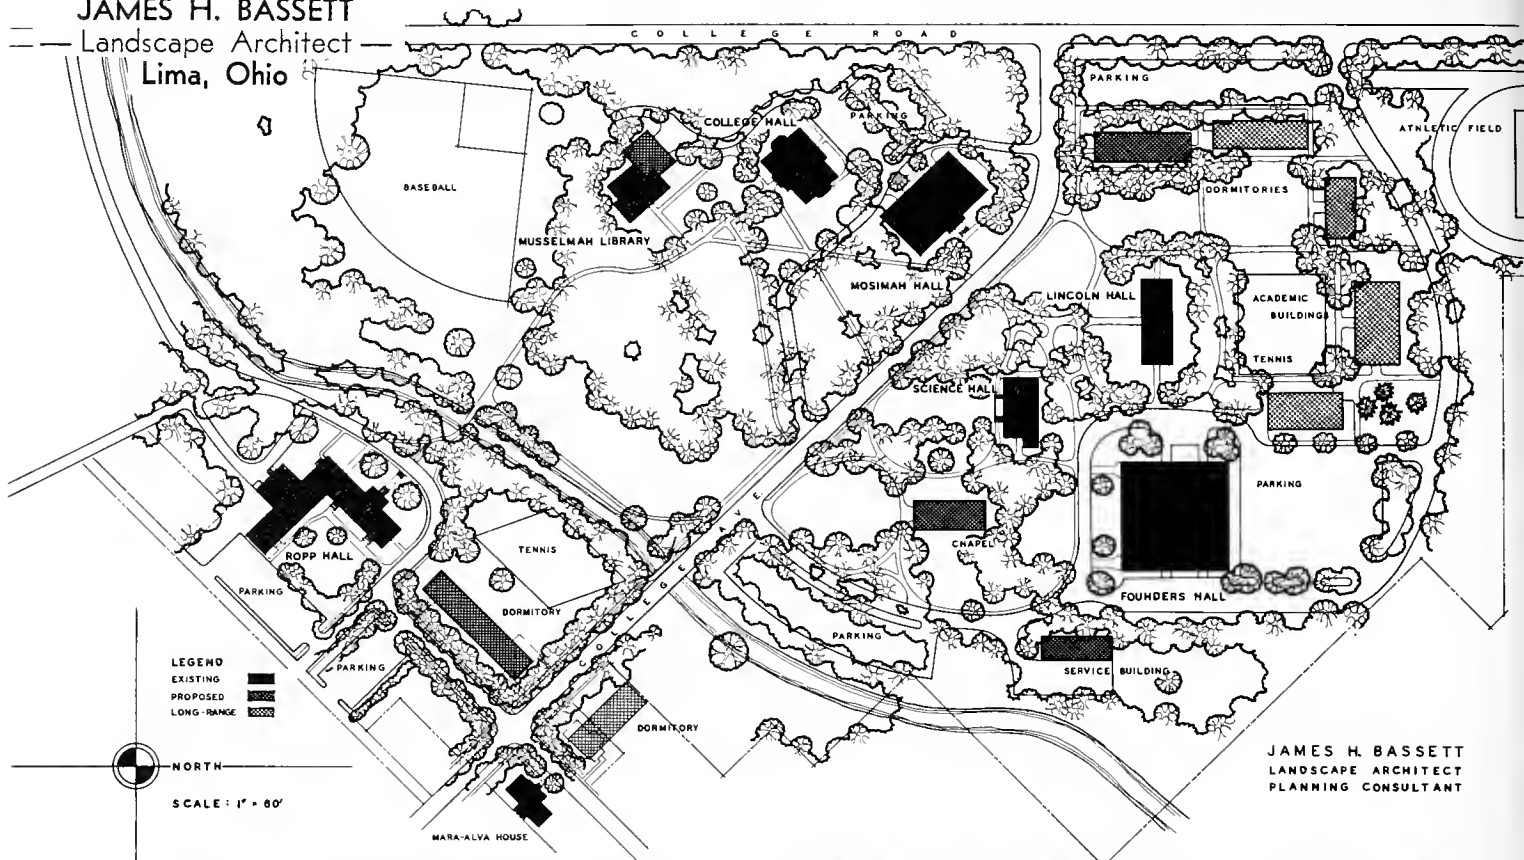 JAMES H. BASSETT
Landscape Architect
Lima, Ohio
COLLEGE ROAD
PARKING
COLLEGE HALL
PARKING
ATHLETIC FIELD
BASEBALL
DORMITORIES
MUSSELMAH LIBRARY
MOSIMAH HALL
LINCOLN HALL
ACADEMIC
BUILDINGS
TENNIS
SCIENCE HALL
PARKING
COLLEGE AVE.
CHAPEL
TENNIS
ROPP HALL
PARKING
DORMITORY
FOUHDERS HALL
PARKING
PARKING
SERVICE BUILDING
DORMITORY
LEGEND
EXISTING
PROPOSED
LONG-RANGE
NORTH
SCALE: 1" = 60'
MARA-ALVA HOUSE
JAMES H. BASSETT
LANDSCAPE ARCHITECT
PLANNING CONSULTANT